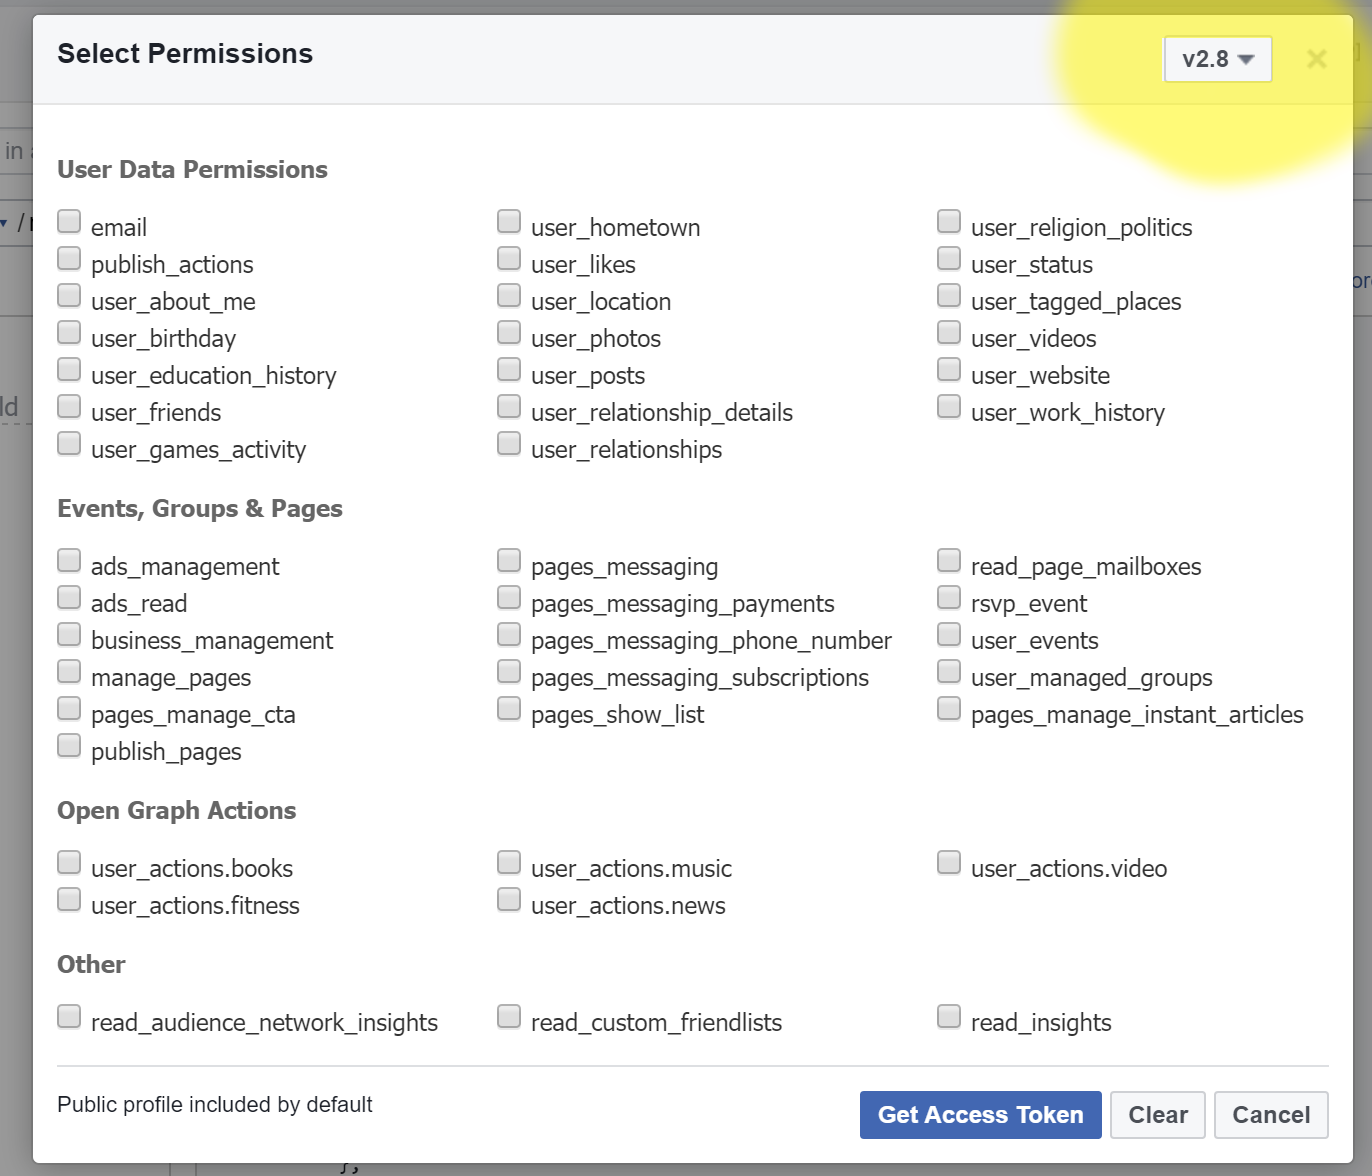 Select Permissions
v2.8
in
/
User Data Permissions
email user_hometown user_religion_politics
publish_actions user_likes user_status
user_about_me user_location user_tagged_places
user_birthday user_photos user_videos
user_education_history user_posts user_website
user_friends user_relationship_details user_work_history
user_games_activity user_relationships
Events, Groups & Pages
ads_management pages_messaging read_page_mailboxes
ads_read pages_messaging_payments rsvp_event
business_management pages_messaging_phone_number user_events
manage_pages pages_messaging_subscriptions user_managed_groups
pages_manage_cta pages_show_list pages_manage_instant_articles
publish_pages
Open Graph Actions
user_actions.books user_actions.music user_actions.video
user_actions.fitness user_actions.news
Other
read_audience_network_insights read_custom_friendlists read_insights
Public profile included by default
Get Access Token Clear Cancel
},